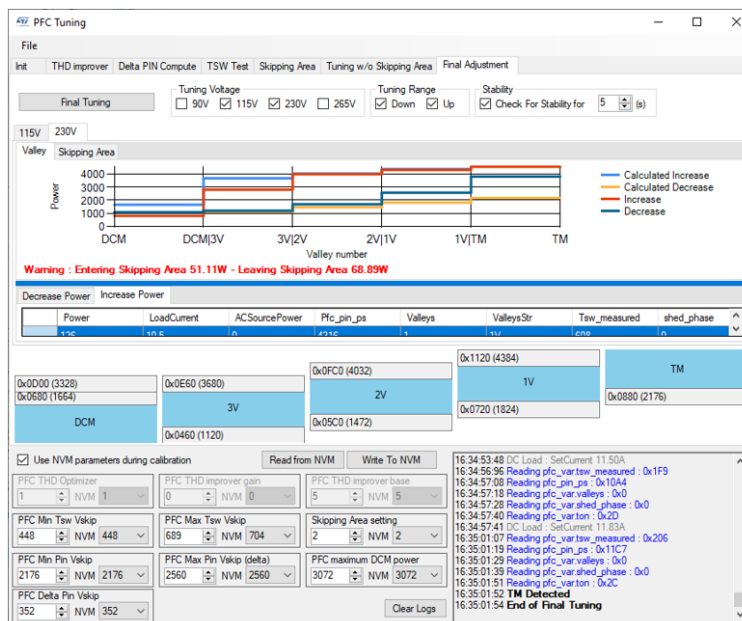 PFC Tuning
File
Init THD improver Delta PIN Compute TSW Test Skipping Area Tuning w/o Skipping Area Final Adjustment
Final Tuning
Tuning Voltage
90V 115V 230V 265V
Tuning Range
Down Up
Stability
Check For Stability for 5 (s)
115V 230V
Valley Skipping Area
Power
4000
3000
2000
1000
0
DCM DCM|3V 3V|2V 2V|1V 1V|TM TM
Valley number
Calculated Increase
Calculated Decrease
Increase
Decrease
Warning : Entering Skipping Area 51.11W - Leaving Skipping Area 68.89W
Decrease Power Increase Power
Power LoadCurrent ACSourcePower Pfc_pin_ps Valleys ValleysStr Tsw_measured shed_phase
0x0D00 (3328)
0x0680 (1664)
DCM
0x0E60 (3680)
3V
0x0460 (1120)
0x0FC0 (4032)
2V
0x05C0 (1472)
0x1120 (4384)
1V
0x0720 (1824)
TM
0x0880 (2176)
Use NVM parameters during calibration Read from NVM Write To NVM
PFC THD Optimizer
1 NVM 1
PFC THD improver gain
0 NVM 0
PFC THD improver base
5 NVM 5
PFC Min Tsw Vskip
448 NVM 448
PFC Max Tsw Vskip
689 NVM 704
Skipping Area setting
2 NVM 2
PFC Min Pin Vskip
2176 NVM 2176
PFC Max Pin Vskip (delta)
2560 NVM 2560
PFC maximum DCM power
3072 NVM 3072
PFC Delta Pin Vskip
352 NVM 352
Clear Logs
16:34:53:48 DC Load : SetCurrent 11.50A
16:34:56:96 Reading pfc_var.tsw_measured : 0x1F9
16:34:57:08 Reading pfc_pin_ps : 0x10A4
16:34:57:18 Reading pfc_var.valleys : 0x0
16:34:57:28 Reading pfc_var.shed_phase : 0x0
16:34:57:40 Reading pfc_var.ton : 0x2D
16:34:57:41 DC Load : SetCurrent 11.83A
16:35:01:07 Reading pfc_var.tsw_measured : 0x206
16:35:01:19 Reading pfc_pin_ps : 0x11C7
16:35:01:29 Reading pfc_var.valleys : 0x0
16:35:01:39 Reading pfc_var.shed_phase : 0x0
16:35:01:51 Reading pfc_var.ton : 0x2C
16:35:01:52 TM Detected
16:35:01:54 End of Final Tuning